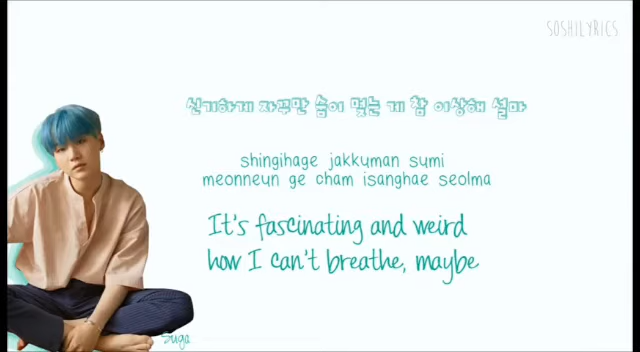 SOSHILYRICS
신기하게 자꾸만 숨이 멎는 게 참 이상해 설마
shingihage jakkuman sumi
meonneun ge cham isanghae seolma
It's fascinating and weird
how I can't breathe, maybe
Suga